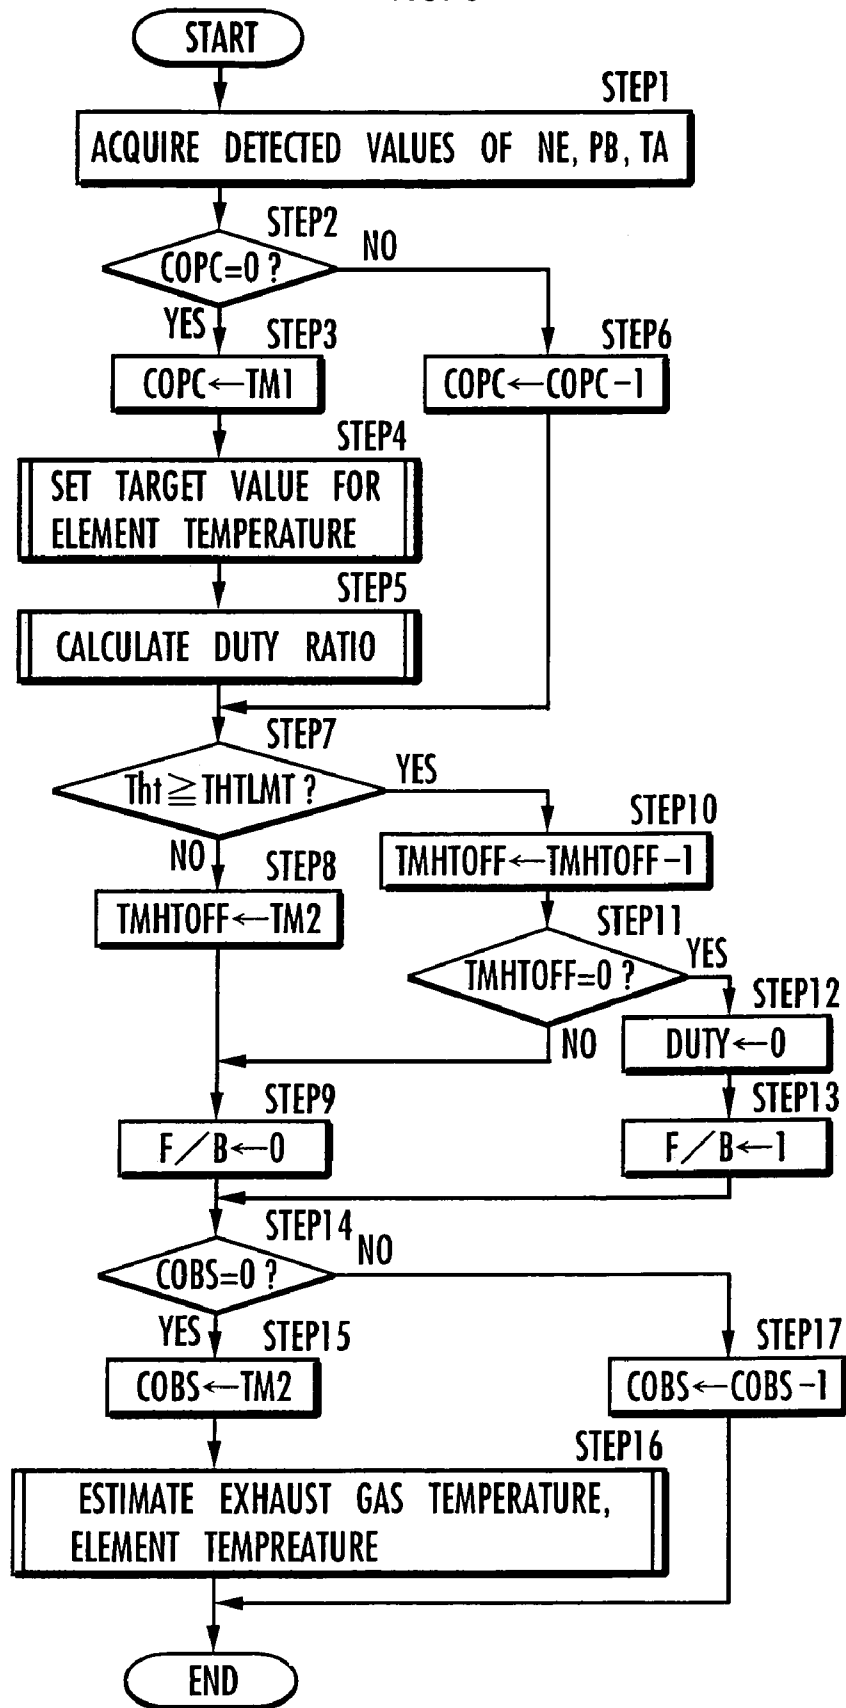 START
STEP1
ACQUIRE DETECTED VALUES OF NE, PB, TA
STEP2
COPC=0 ?
NO
YES
STEP3
COPC←TM1
STEP6
COPC←COPC-1
STEP4
SET TARGET VALUE FOR
ELEMENT TEMPERATURE
STEP5
CALCULATE DUTY RATIO
STEP7
Tht ≧ THTLMT ?
YES
NO
STEP8
TMHTOFF←TM2
STEP10
TMHTOFF←TMHTOFF-1
STEP11
TMHTOFF=0 ?
YES
NO
STEP12
DUTY←0
STEP9
F／B←0
STEP13
F／B←1
STEP14
COBS=0 ?
NO
YES
STEP15
COBS←TM2
STEP17
COBS←COBS-1
STEP16
ESTIMATE EXHAUST GAS TEMPERATURE,
ELEMENT TEMPREATURE
END